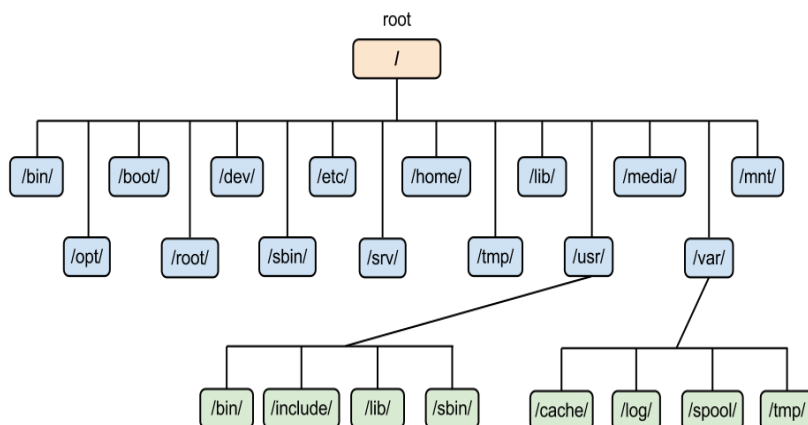 root
/
/bin/ /boot/ /dev/ /etc/ /home/ /lib/ /media/ /mnt/
/opt/ /root/ /sbin/ /srv/ /tmp/ /usr/ /var/
/bin/ /include/ /lib/ /sbin/ /cache/ /log/ /spool/ /tmp/